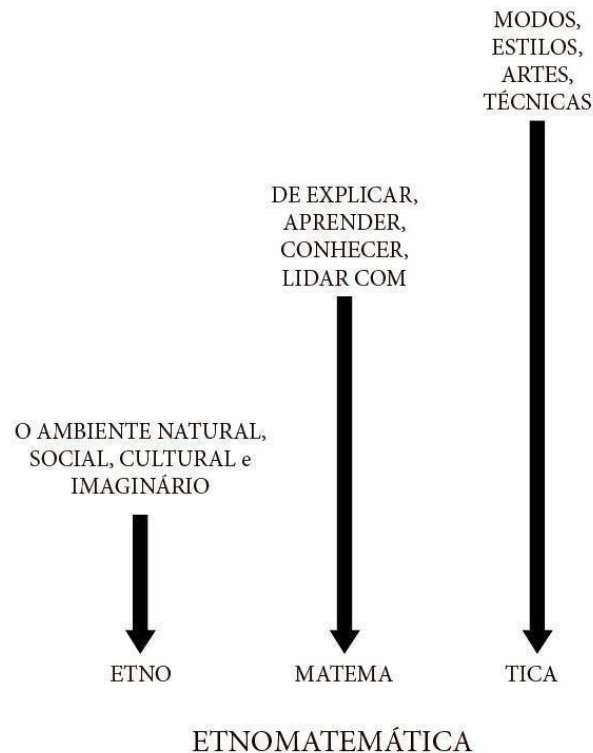 MODOS,
ESTILOS,
ARTES,
TÉCNICAS
DE EXPLICAR,
APRENDER,
CONHECER,
LIDAR COM
O AMBIENTE NATURAL,
SOCIAL, CULTURAL e
IMAGINÁRIO
ETNO
MATEMA
TICA
ETNOMATEMÁTICA